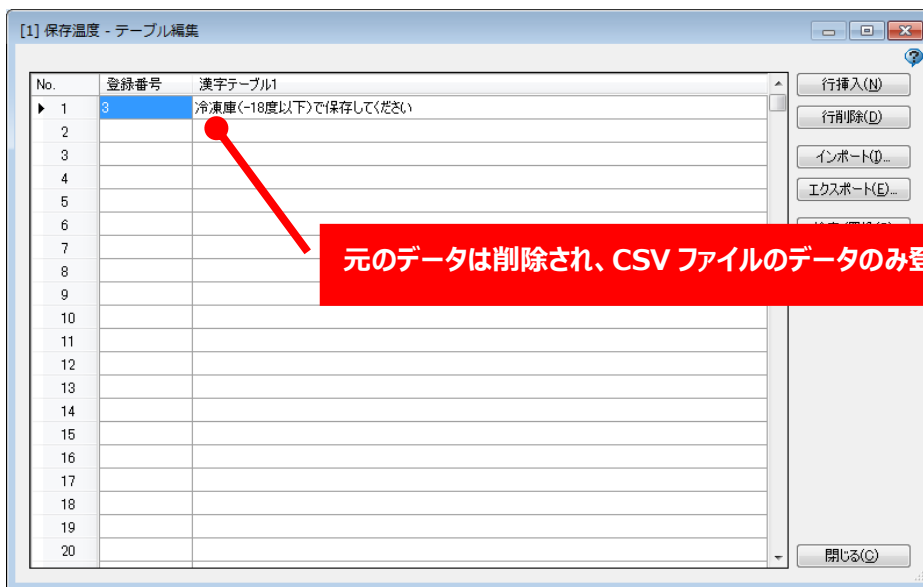 [1] 保存温度 - テーブル編集
No. 登録番号 漢字テーブル1
1 3 冷凍庫(-18度以下)で保存してください
2
3
4
5
6
7
8
9
10
11
12
13
14
15
16
17
18
19
20
行挿入(N)
行削除(D)
インポート(I)...
エクスポート(E)...
元のデータは削除され、CSV ファイルのデータのみ登
閉じる(C)